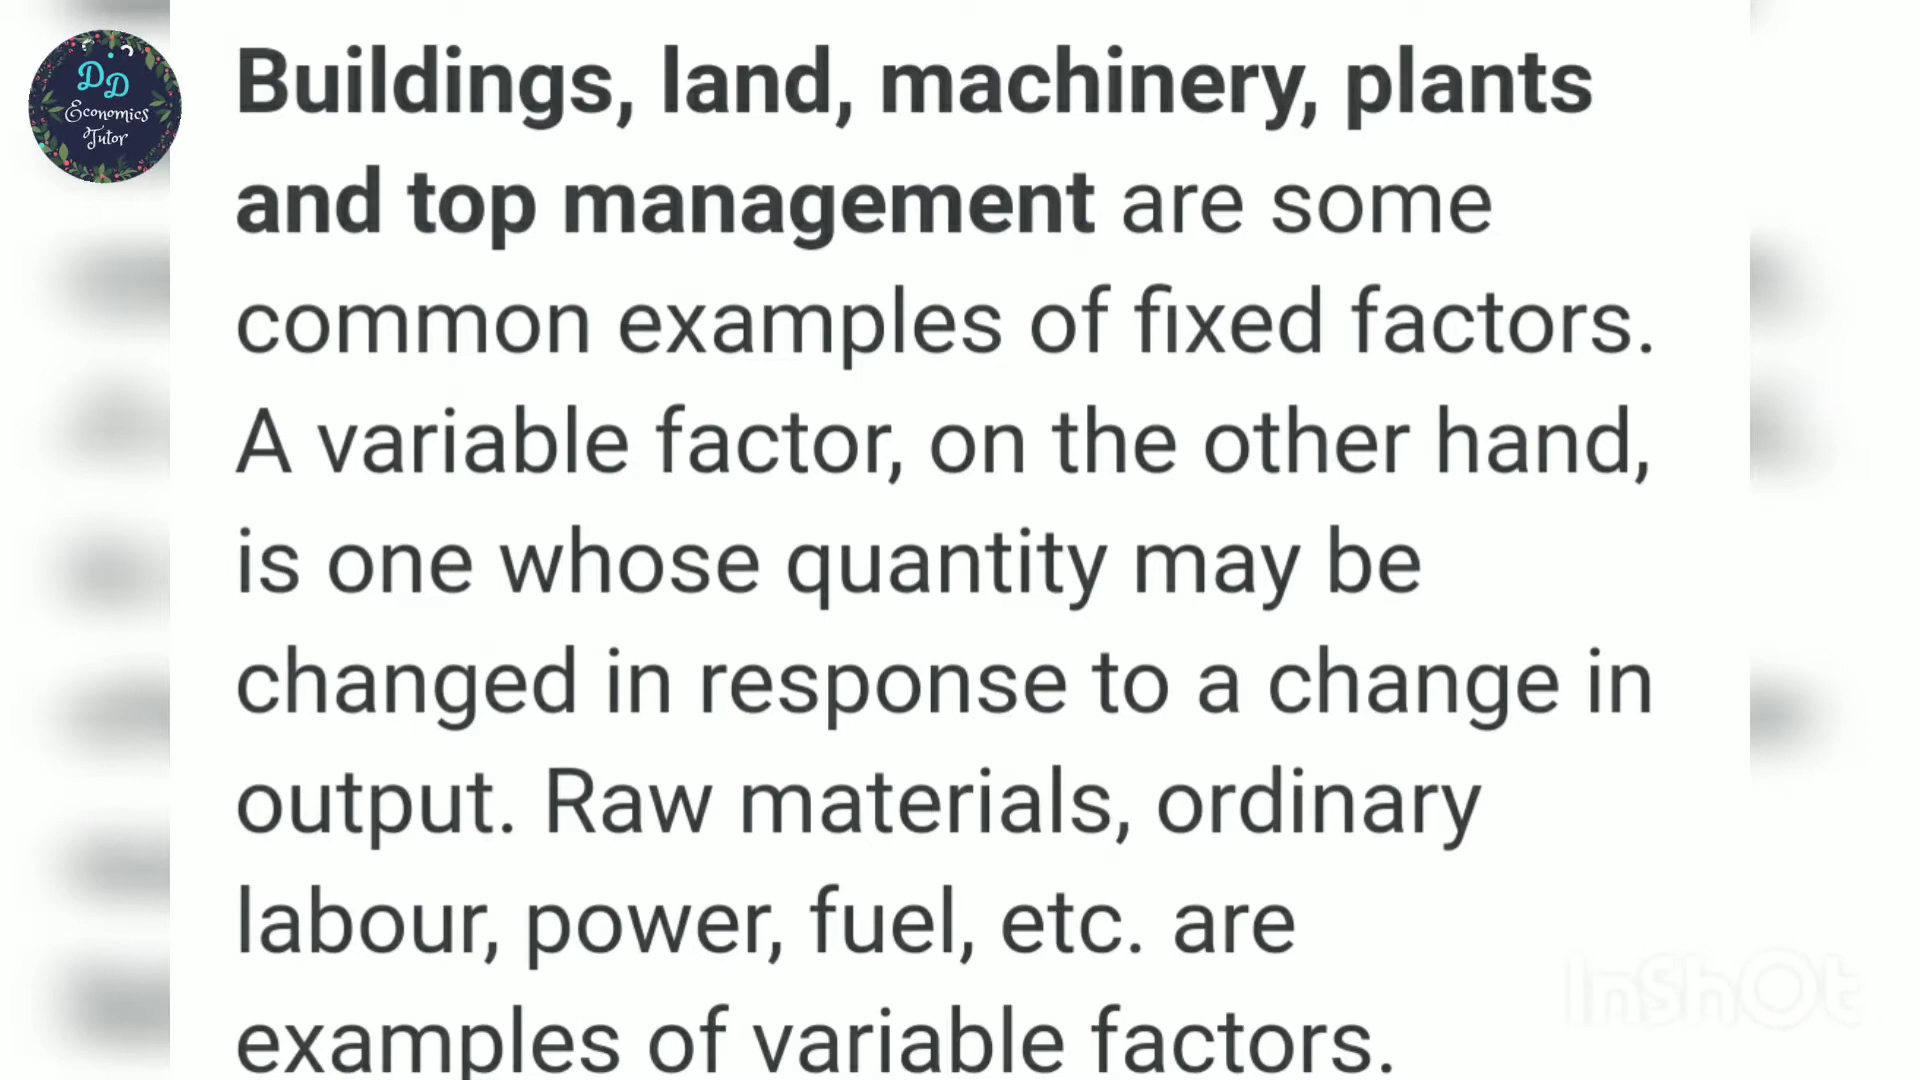 DD
Economics
Tutor
Buildings, land, machinery, plants
and top management are some
common examples of fixed factors.
A variable factor, on the other hand,
is one whose quantity may be
changed in response to a change in
output. Raw materials, ordinary
labour, power, fuel, etc. are
examples of variable factors.
InShOt